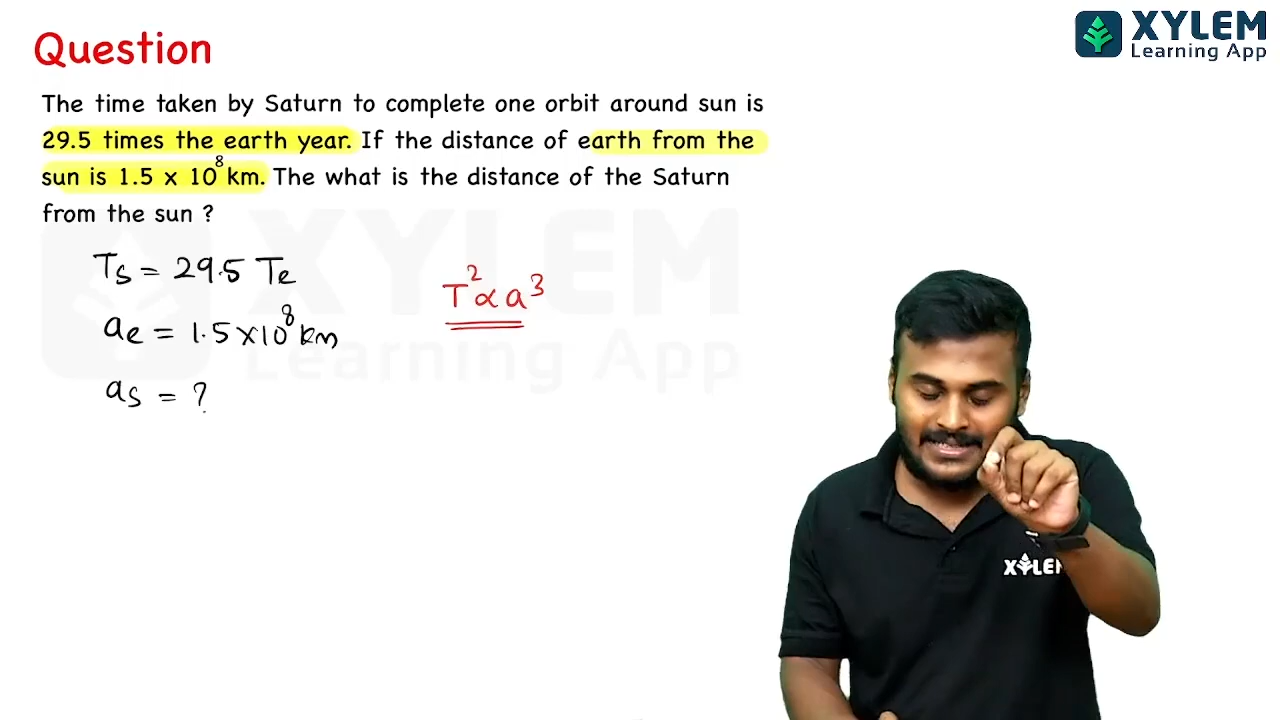 XYLEM
Learning App
Question
The time taken by Saturn to complete one orbit around sun is
29.5 times the earth year. If the distance of earth from the
sun is 1.5 x 10⁸ km. The what is the distance of the Saturn
from the sun ?
XYLEM
Learning App
Ts = 29.5 Te
T² ∝ a³
ae = 1.5 ×10⁸ km
as = ?
XYLEM